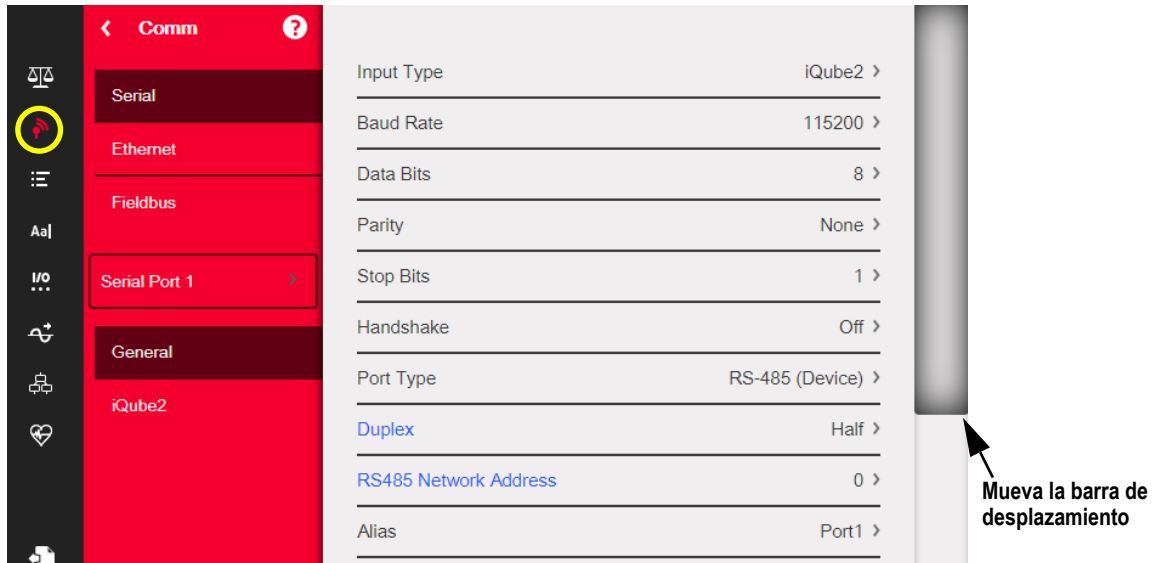 Comm ?
Serial
Ethernet
Fieldbus
Serial Port 1
General
iQube2
Aa
I/O
Input Type iQube2
Baud Rate 115200
Data Bits 8
Parity None
Stop Bits 1
Handshake Off
Port Type RS-485 (Device)
Duplex Half
RS485 Network Address 0
Alias Port1
Mueva la barra de
desplazamiento